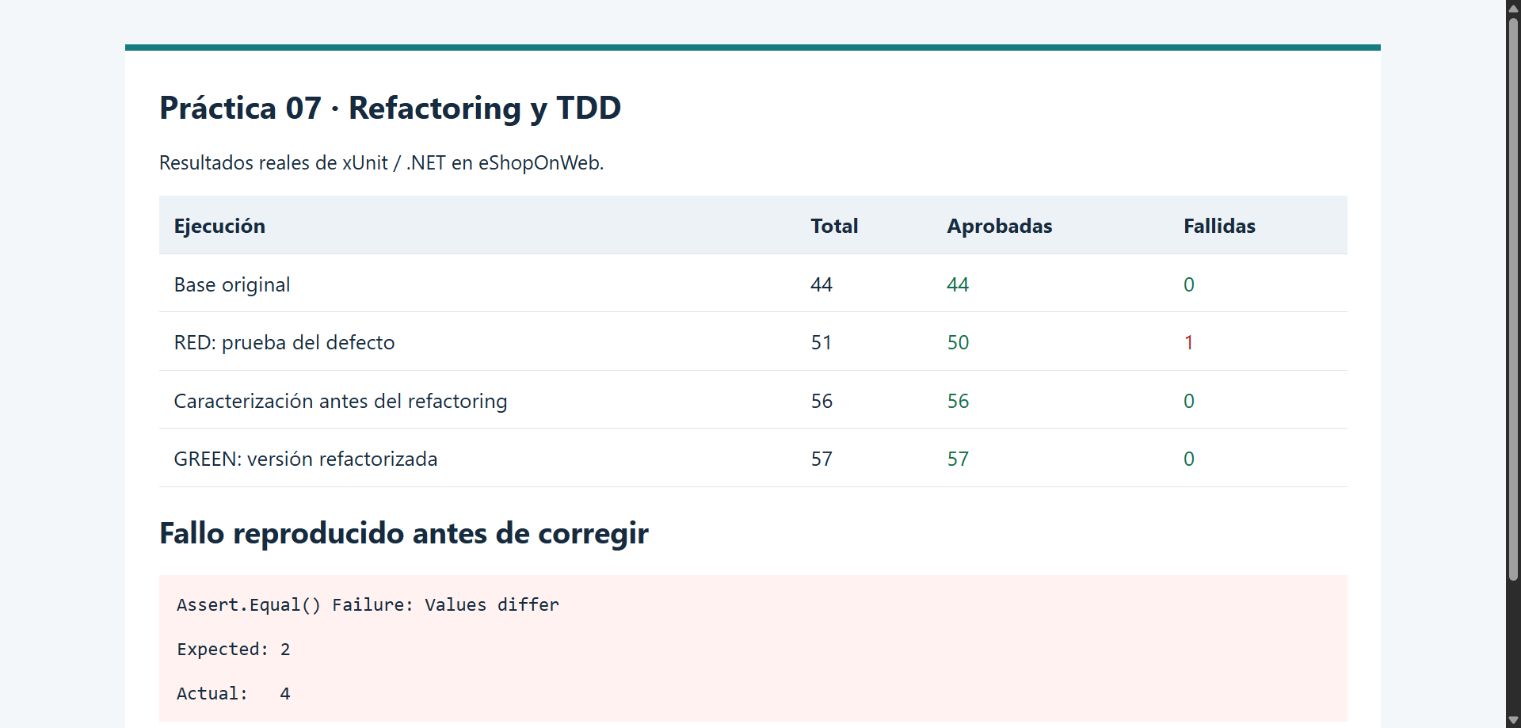 Práctica 07 · Refactoring y TDD
Resultados reales de xUnit / .NET en eShopOnWeb.
Ejecución Total Aprobadas Fallidas
Base original 44 44 0
RED: prueba del defecto 51 50 1
Caracterización antes del refactoring 56 56 0
GREEN: versión refactorizada 57 57 0
Fallo reproducido antes de corregir
Assert.Equal() Failure: Values differ
Expected: 2
Actual:   4